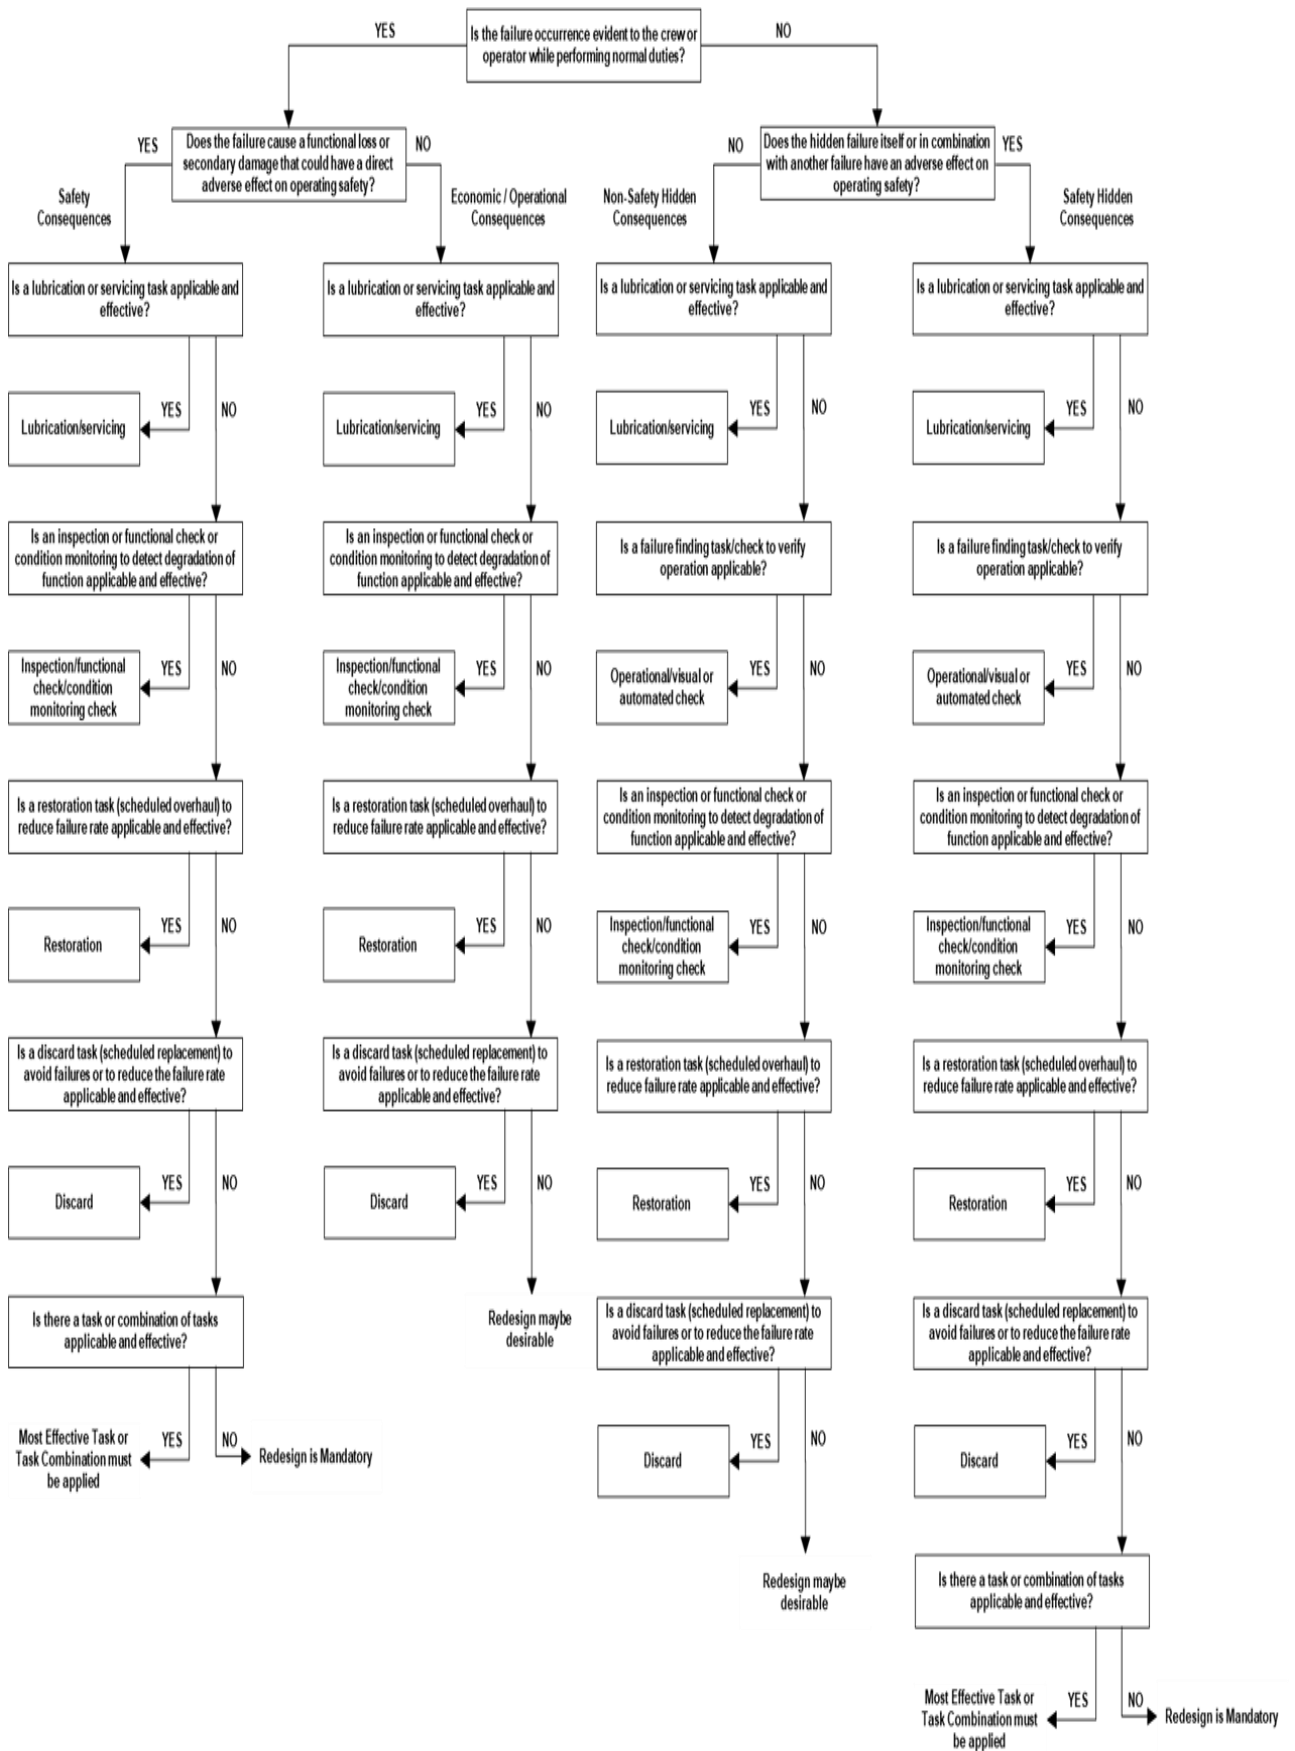 YES
Is the failure occurrence evident to the crew or
operator while performing normal duties?
NO
YES
Does the failure cause a functional loss or
secondary damage that could have a direct
adverse effect on operating safety?
NO
NO
Does the hidden failure itself or in combination
with another failure have an adverse effect on
operating safety?
YES
Safety
Consequences
Economic / Operational
Consequences
Non-Safety Hidden
Consequences
Safety Hidden
Consequences
Is a lubrication or servicing task applicable and
effective?
Lubrication/servicing
YES
NO
Is an inspection or functional check or
condition monitoring to detect degradation of
function applicable and effective?
Inspection/functional
check/condition
monitoring check
YES
NO
Is a restoration task (scheduled overhaul) to
reduce failure rate applicable and effective?
Restoration
YES
NO
Is a discard task (scheduled replacement) to
avoid failures or to reduce the failure rate
applicable and effective?
Discard
YES
NO
Is there a task or combination of tasks
applicable and effective?
Most Effective Task or
Task Combination must
be applied
YES
NO
Redesign is Mandatory
Is a lubrication or servicing task applicable and
effective?
Lubrication/servicing
YES
NO
Is an inspection or functional check or
condition monitoring to detect degradation of
function applicable and effective?
Inspection/functional
check/condition
monitoring check
YES
NO
Is a restoration task (scheduled overhaul) to
reduce failure rate applicable and effective?
Restoration
YES
NO
Is a discard task (scheduled replacement) to
avoid failures or to reduce the failure rate
applicable and effective?
Discard
YES
NO
Redesign maybe
desirable
Is a lubrication or servicing task applicable and
effective?
Lubrication/servicing
YES
NO
Is a failure finding task/check to verify
operation applicable?
Operational/visual or
automated check
YES
NO
Is an inspection or functional check or
condition monitoring to detect degradation of
function applicable and effective?
Inspection/functional
check/condition
monitoring check
YES
NO
Is a restoration task (scheduled overhaul) to
reduce failure rate applicable and effective?
Restoration
YES
NO
Is a discard task (scheduled replacement) to
avoid failures or to reduce the failure rate
applicable and effective?
Discard
YES
NO
Redesign maybe
desirable
Is a lubrication or servicing task applicable and
effective?
Lubrication/servicing
YES
NO
Is a failure finding task/check to verify
operation applicable?
Operational/visual or
automated check
YES
NO
Is an inspection or functional check or
condition monitoring to detect degradation of
function applicable and effective?
Inspection/functional
check/condition
monitoring check
YES
NO
Is a restoration task (scheduled overhaul) to
reduce failure rate applicable and effective?
Restoration
YES
NO
Is a discard task (scheduled replacement) to
avoid failures or to reduce the failure rate
applicable and effective?
Discard
YES
NO
Is there a task or combination of tasks
applicable and effective?
Most Effective Task or
Task Combination must
be applied
YES
NO
Redesign is Mandatory